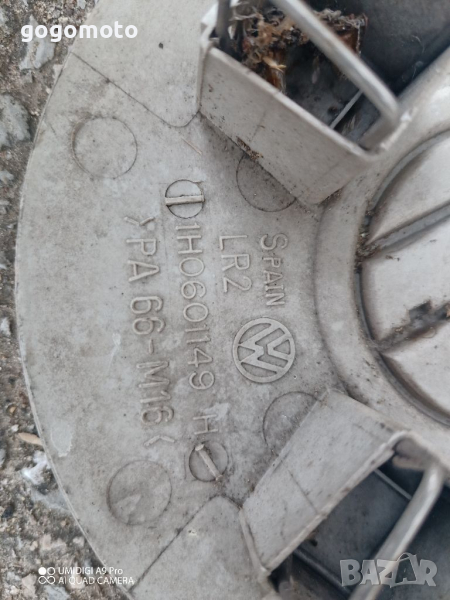 gogomoto
SPAIN
LR2
1H0601149 H
>PA 66-M16<
UMIDIGI A9 Pro
AI QUAD CAMERA
BAZAR